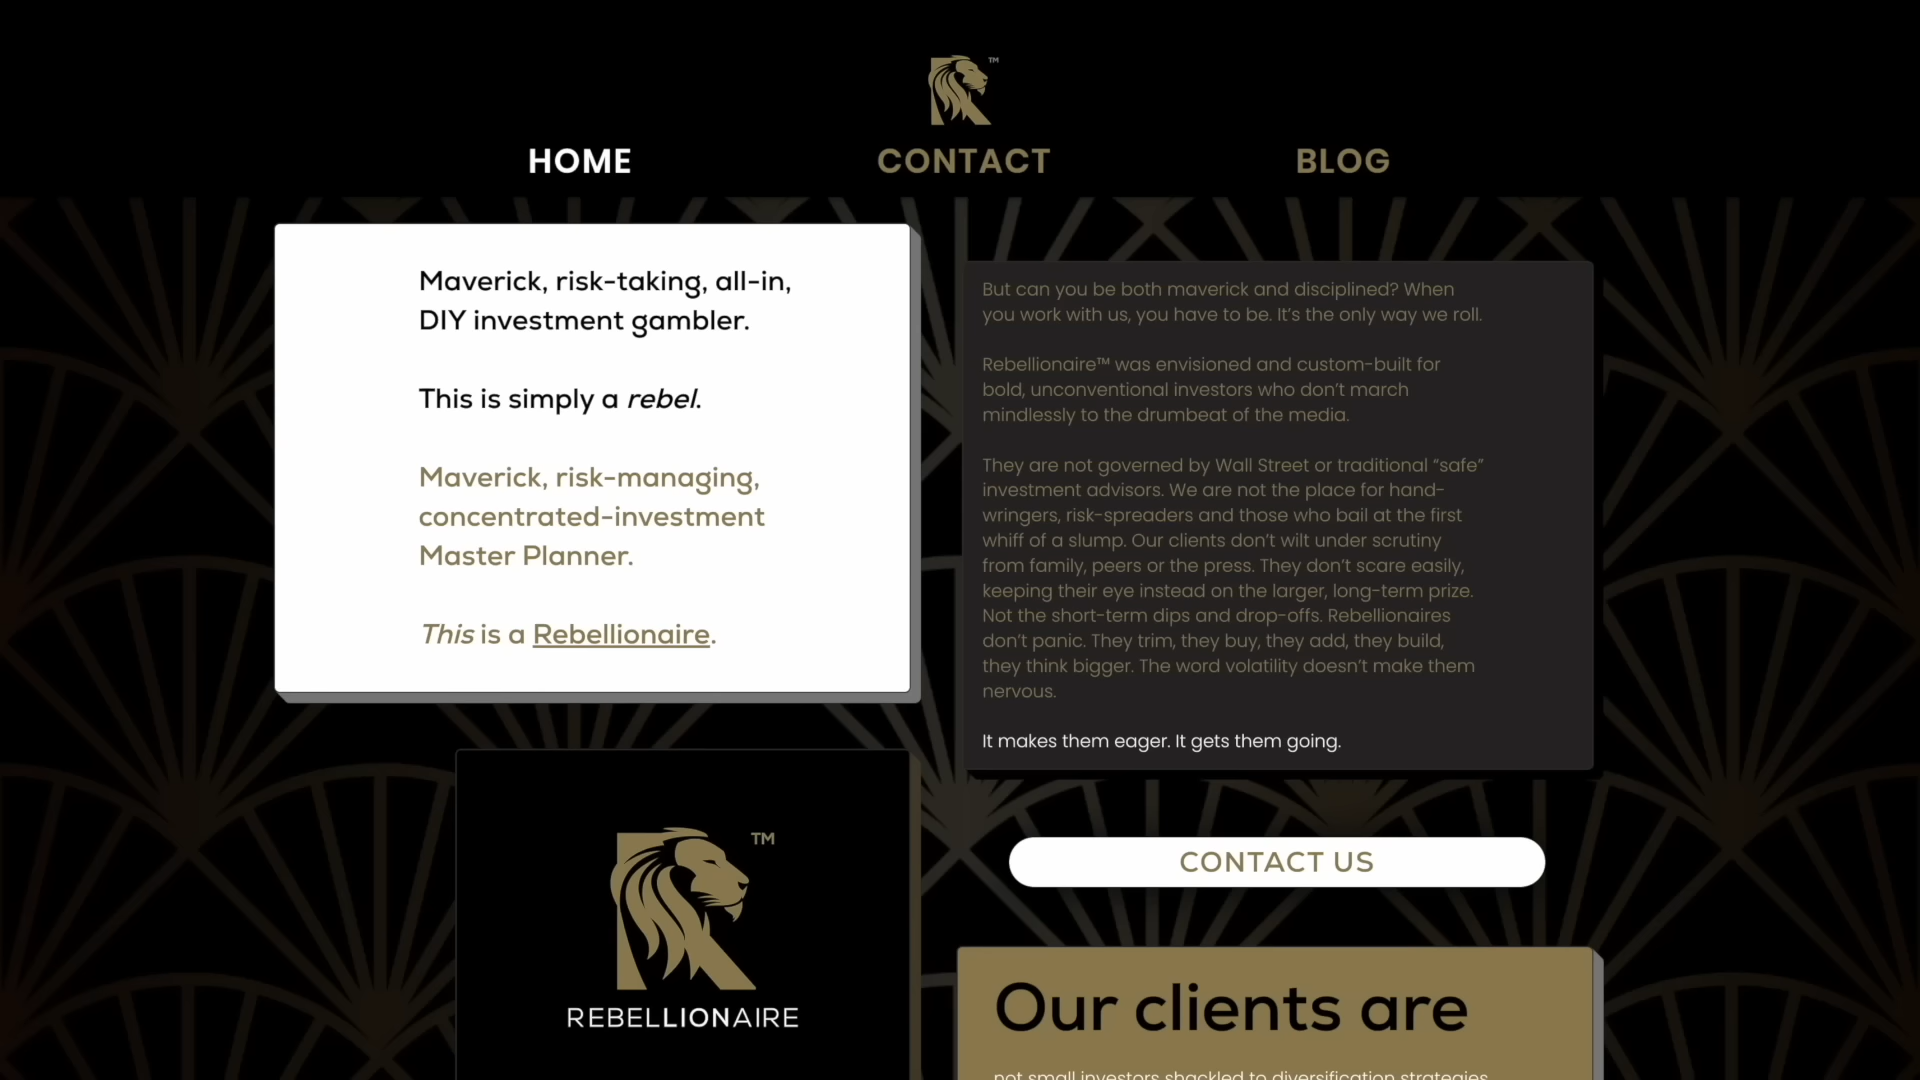 TM
HOME
CONTACT
BLOG
Maverick, risk-taking, all-in,
DIY investment gambler.
This is simply a rebel.
Maverick, risk-managing,
concentrated-investment
Master Planner.
This is a Rebellionaire.
But can you be both maverick and disciplined? When
you work with us, you have to be. It’s the only way we roll.
Rebellionaire™ was envisioned and custom-built for
bold, unconventional investors who don’t march
mindlessly to the drumbeat of the media.
They are not governed by Wall Street or traditional “safe”
investment advisors. We are not the place for hand-
wringers, risk-spreaders and those who bail at the first
whiff of a slump. Our clients don’t wilt under scrutiny
from family, peers or the press. They don’t scare easily,
keeping their eye instead on the larger, long-term prize.
Not the short-term dips and drop-offs. Rebellionaires
don’t panic. They trim, they buy, they add, they build,
they think bigger. The word volatility doesn’t make them
nervous.
It makes them eager. It gets them going.
TM
REBELLIONAIRE
CONTACT US
Our clients are
not small investors shackled to diversification strategies